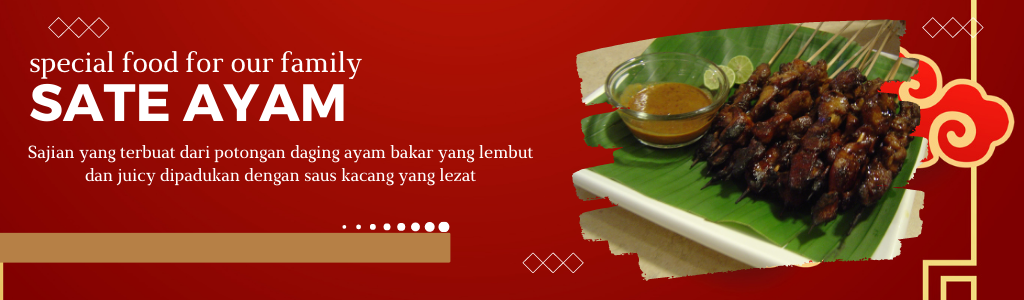 special food for our family
SATE AYAM
Sajian yang terbuat dari potongan daging ayam bakar yang lembut
dan juicy dipadukan dengan saus kacang yang lezat